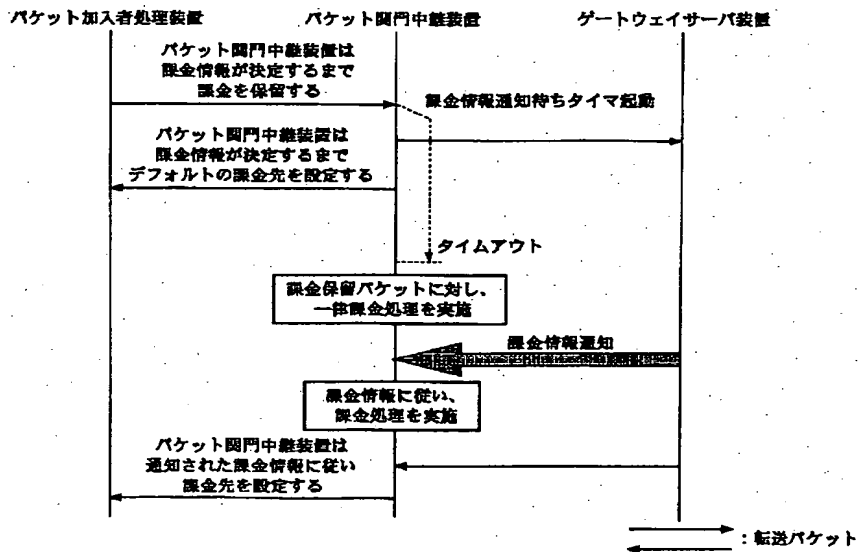 パケット加入者処理装置
パケット関門中継装置
ゲートウェイサーバ装置
パケット関門中継装置は
課金情報が決定するまで
課金を保留する
課金情報通知待ちタイマ起動
パケット関門中継装置は
課金情報が決定するまで
デフォルトの課金先を設定する
タイムアウト
課金保留パケットに対し、
一律課金処理を実施
課金情報通知
課金情報に従い、
課金処理を実施
パケット関門中継装置は
通知された課金情報に従い
課金先を設定する
：転送パケット